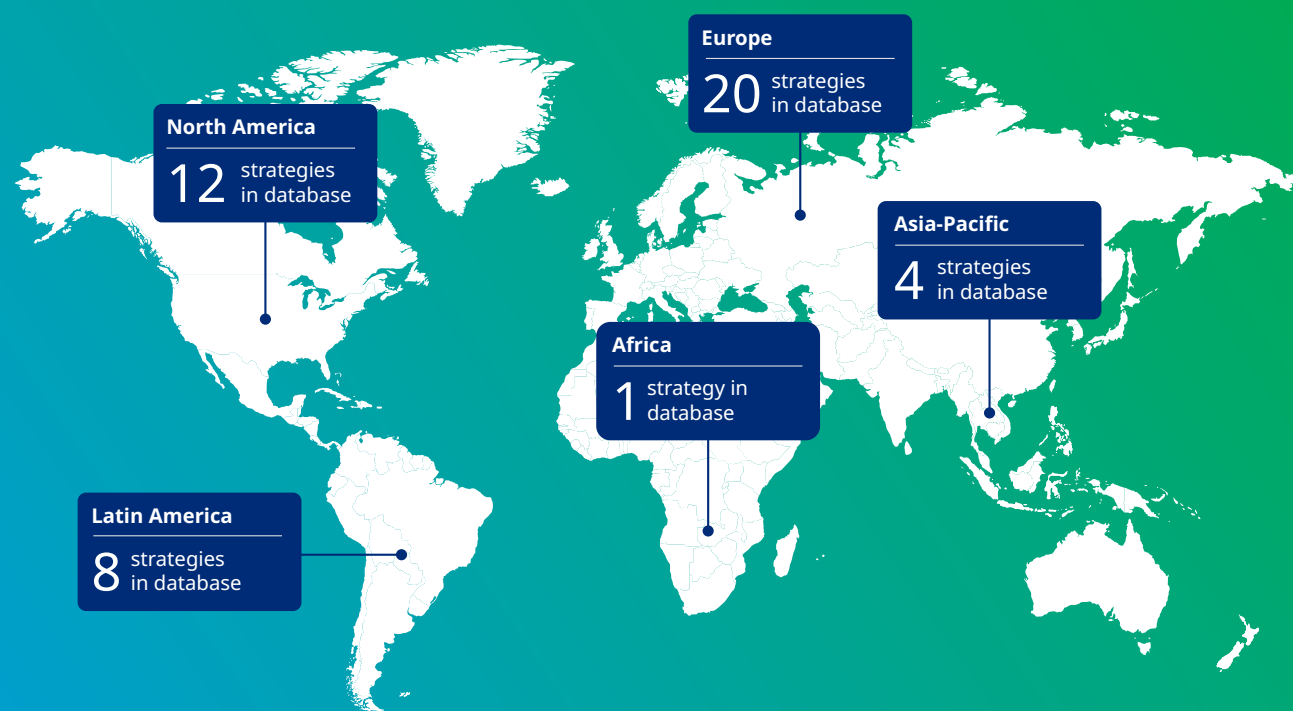 Europe
20 strategies
in database
North America
12 strategies
in database
Asia-Pacific
4 strategies
in database
Africa
1 strategy in
database
Latin America
8 strategies
in database